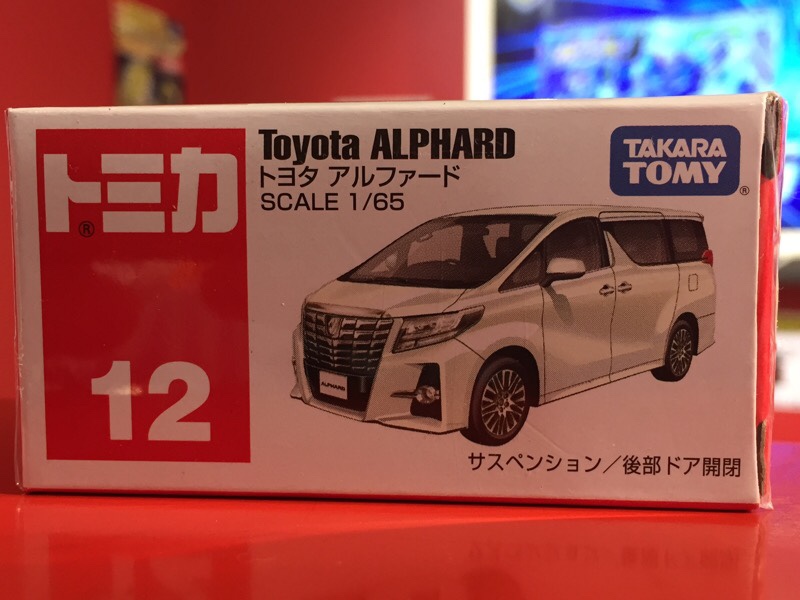 トミカ
®
12
Toyota ALPHARD
トヨタ アルファード
SCALE 1/65
TAKARA
TOMY
®
ALPHARD
サスペンション／後部ドア開閉